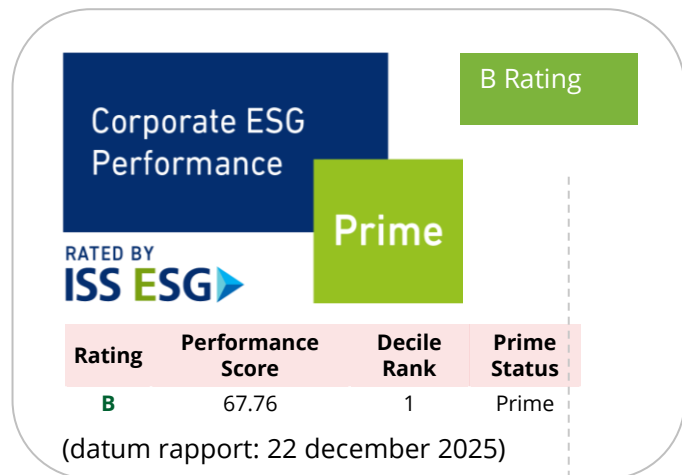 B Rating
Corporate ESG
Performance
Prime
RATED BY
ISS ESG
Rating Performance Score Decile Rank Prime Status
B 67.76 1 Prime
(datum rapport: 22 december 2025)